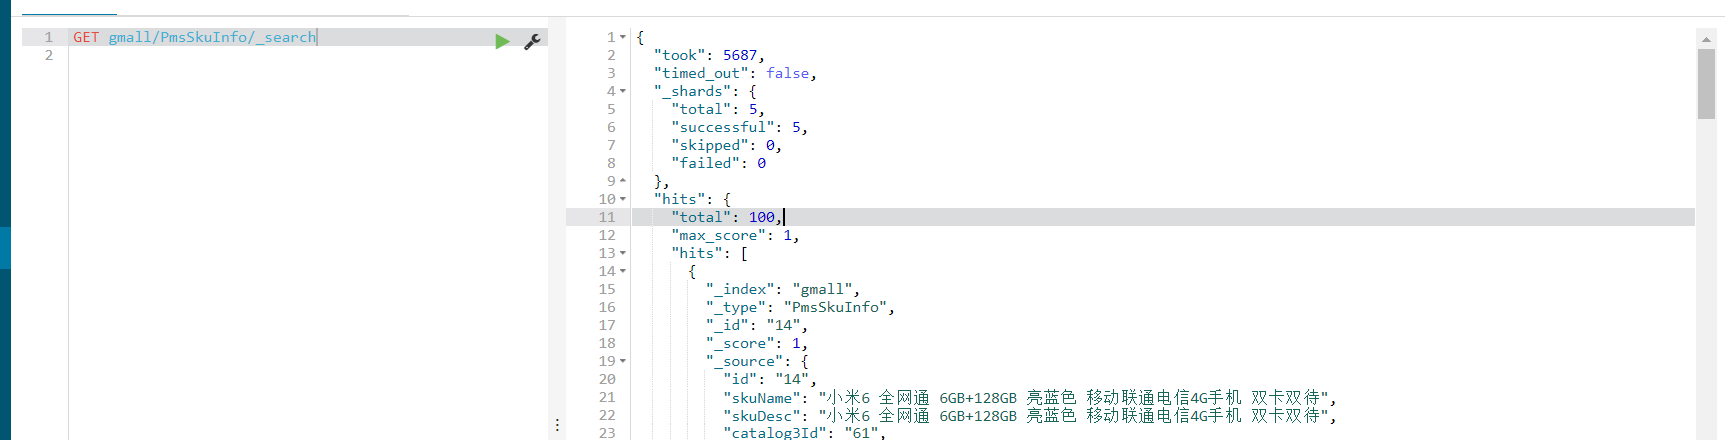 1 GET gmall/PmsSkuInfo/_search
2
1 {
2 "took": 5687,
3 "timed_out": false,
4 "_shards": {
5 "total": 5,
6 "successful": 5,
7 "skipped": 0,
8 "failed": 0
9 },
10 "hits": {
11 "total": 100,
12 "max_score": 1,
13 "hits": [
14 {
15 "_index": "gmall",
16 "_type": "PmsSkuInfo",
17 "_id": "14",
18 "_score": 1,
19 "_source": {
20 "id": "14",
21 "skuName": "小米6 全网通 6GB+128GB 亮蓝色 移动联通电信4G手机 双卡双待",
22 "skuDesc": "小米6 全网通 6GB+128GB 亮蓝色 移动联通电信4G手机 双卡双待",
23 "catalog3Id": "61",